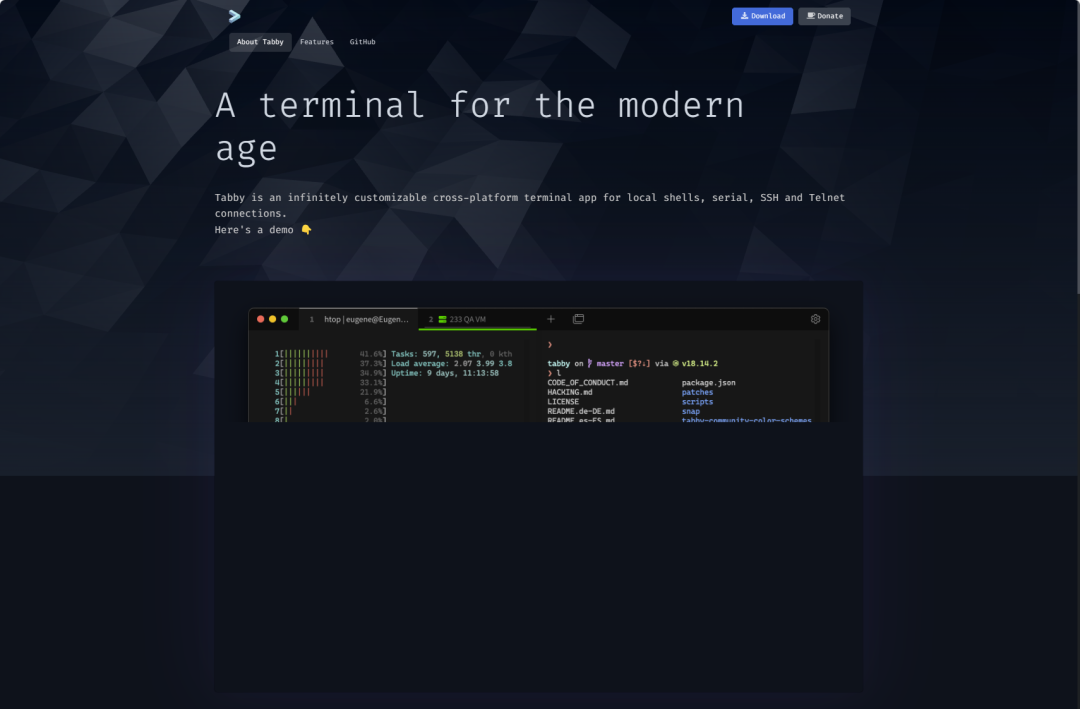 Download
Donate
About Tabby
Features
GitHub
A terminal for the modern
age
Tabby is an infinitely customizable cross-platform terminal app for local shells, serial, SSH and Telnet
connections.
Here's a demo 👇
1 htop | eugene@Eugen...
2 233 QA VM
1[|||||||||| 41.6%] Tasks: 597, 5138 thr, 0 kth
2[||||||||| 37.3%] Load average: 2.07 3.99 3.8
3[||||||||| 34.9%] Uptime: 9 days, 11:13:58
4[||||||||| 33.1%]
5[|||||| 21.9%]
6[||| 6.6%]
7[|| 2.6%]
8[| 2.0%]
❯
tabby on master [$?↓] via v18.14.2
❯ l
CODE_OF_CONDUCT.md package.json
HACKING.md patches
LICENSE scripts
README.de-DE.md snap
README.es-ES.md tabby-community-color-schemes